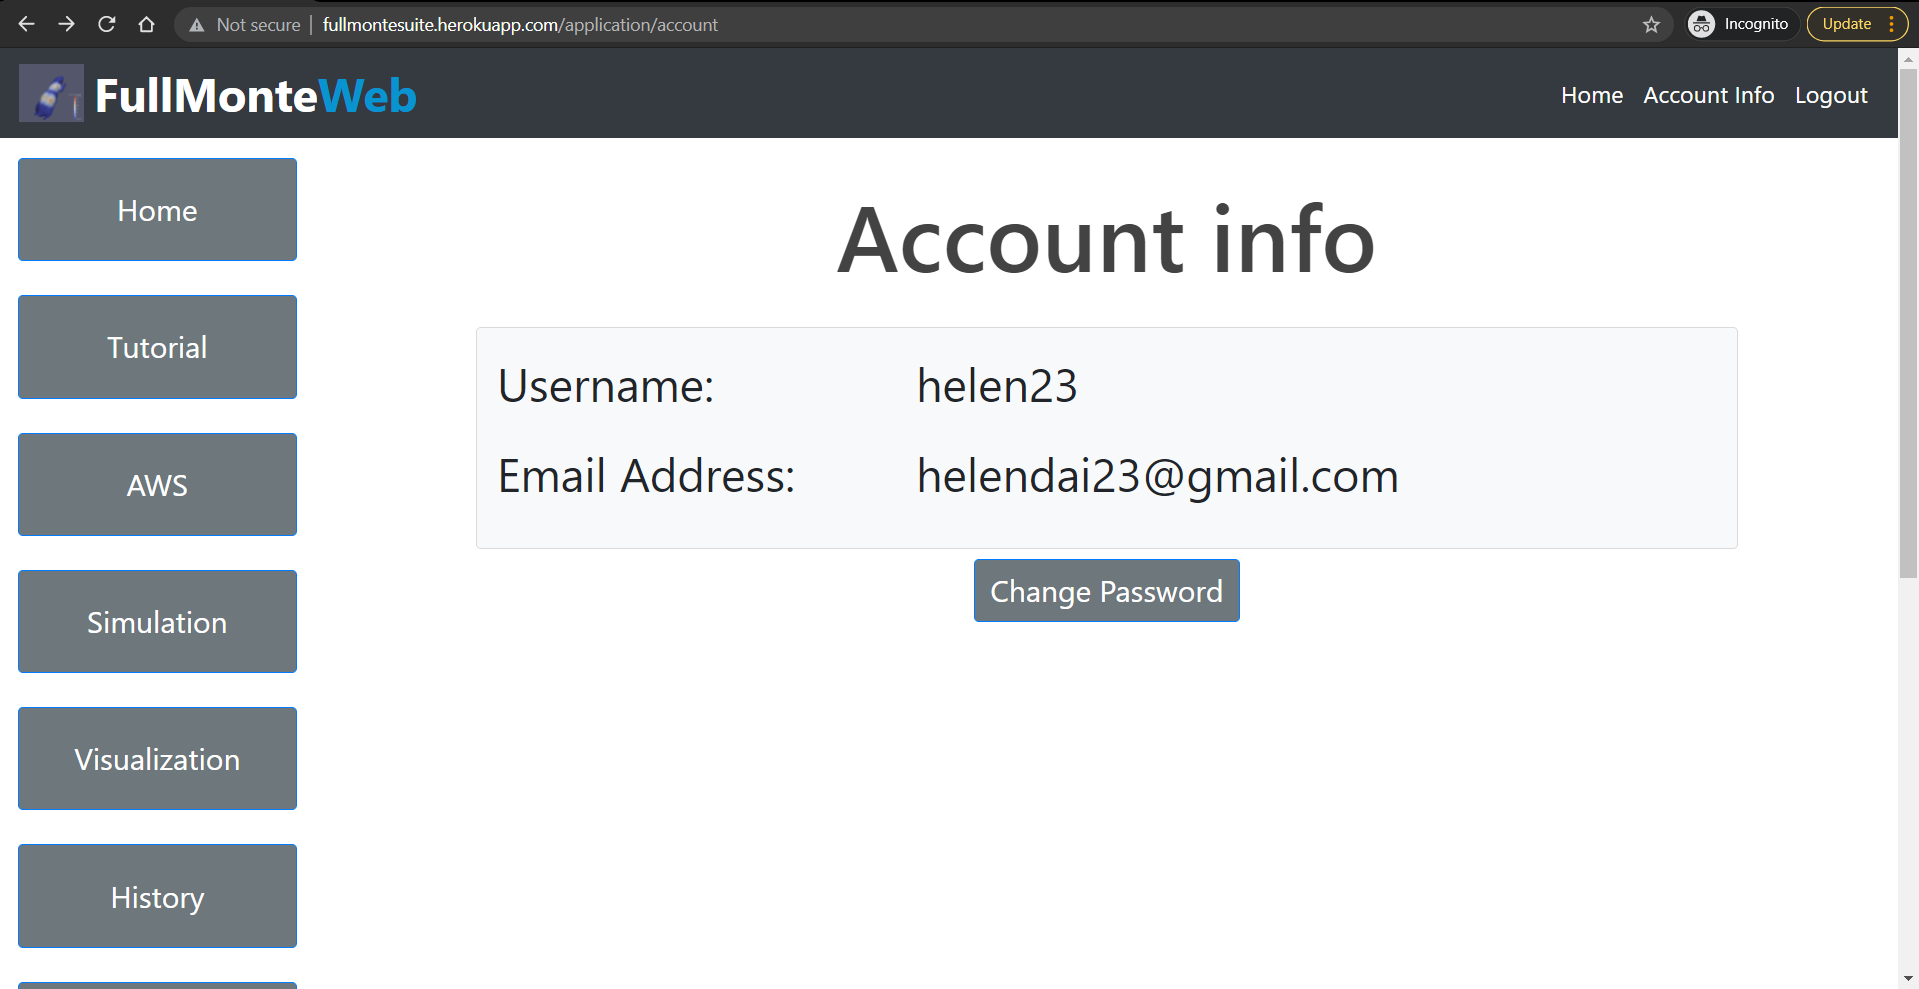 Not secure | fullmontesuite.herokuapp.com/application/account
Incognito
Update
FullMonteWeb
Home
Account Info
Logout
Home
Tutorial
AWS
Simulation
Visualization
History
Account info
Username: helen23
Email Address: helendai23@gmail.com
Change Password